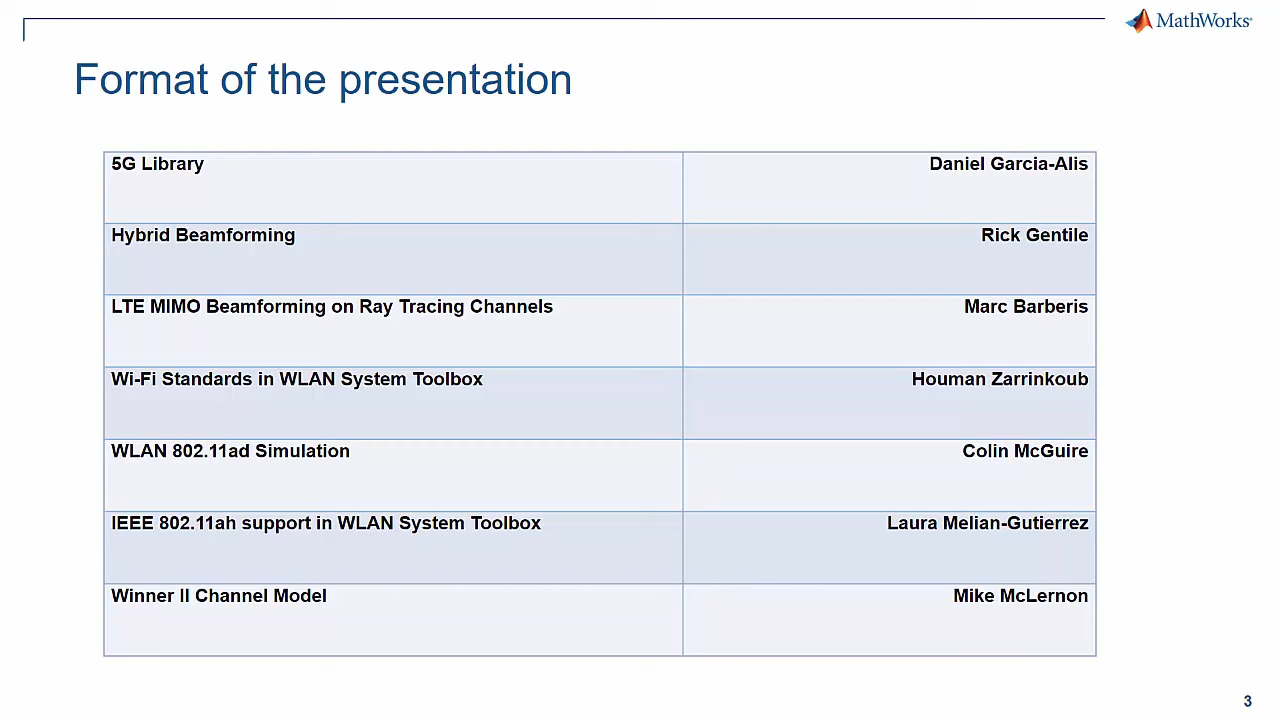 MathWorks
Format of the presentation
5G Library Daniel Garcia-Alis
Hybrid Beamforming Rick Gentile
LTE MIMO Beamforming on Ray Tracing Channels Marc Barberis
Wi-Fi Standards in WLAN System Toolbox Houman Zarrinkoub
WLAN 802.11ad Simulation Colin McGuire
IEEE 802.11ah support in WLAN System Toolbox Laura Melian-Gutierrez
Winner II Channel Model Mike McLernon
3